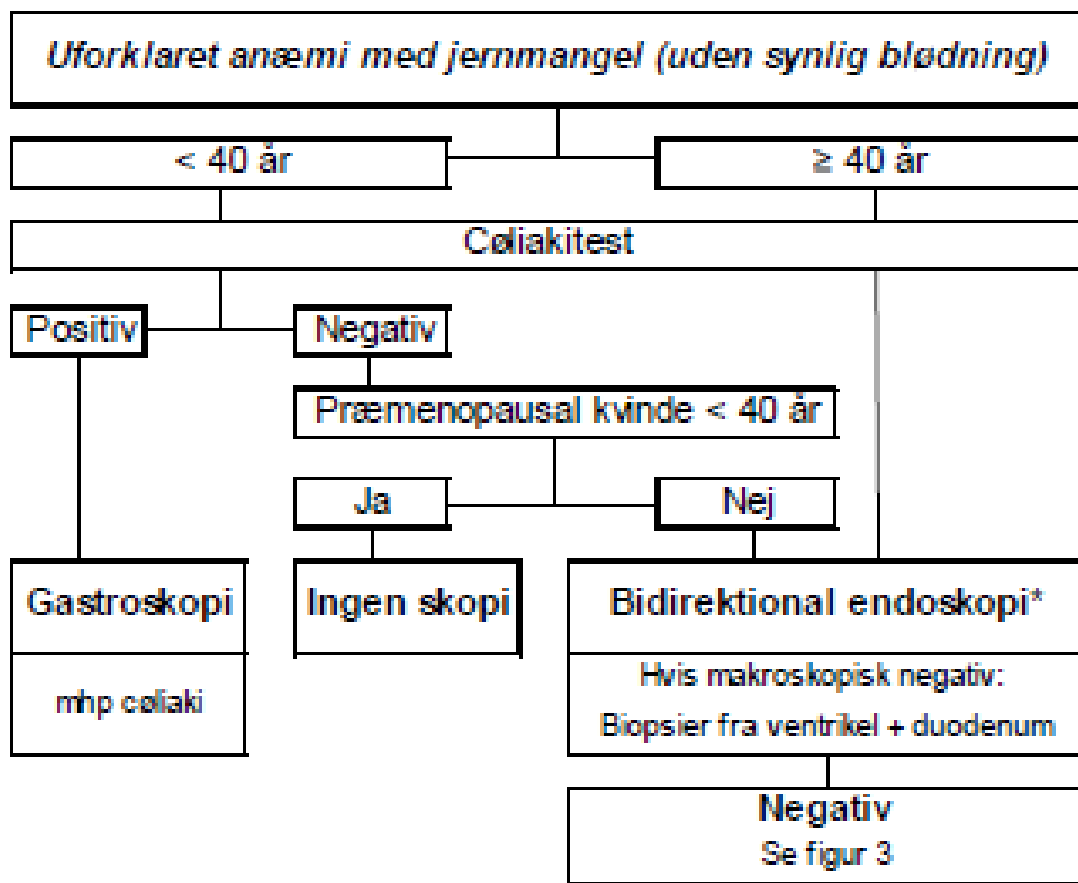 Uforklaret anæmi med jernmangel (uden synlig blødning)
< 40 år
≥ 40 år
Cøliakitest
Positiv
Negativ
Præmenopausal kvinde < 40 år
Ja
Nej
Gastroskopi
mhp cøliaki
Ingen skopi
Bidirektional endoskopi*
Hvis makroskopisk negativ:
Biopsier fra ventrikel + duodenum
Negativ
Se figur 3